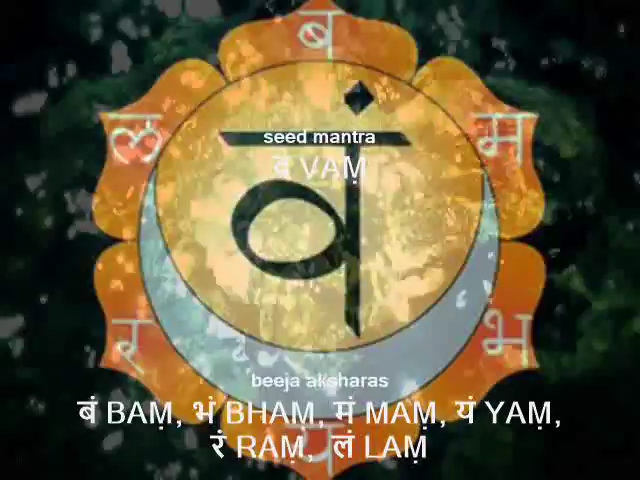 ब
ल
म
seed mantra
वं VAṂ
वं
र
भ
beeja aksharas
बं BAṂ, भं BHAṂ, मं MAṂ, यं YAṂ,
रं RAṂ, लं LAṂ
य